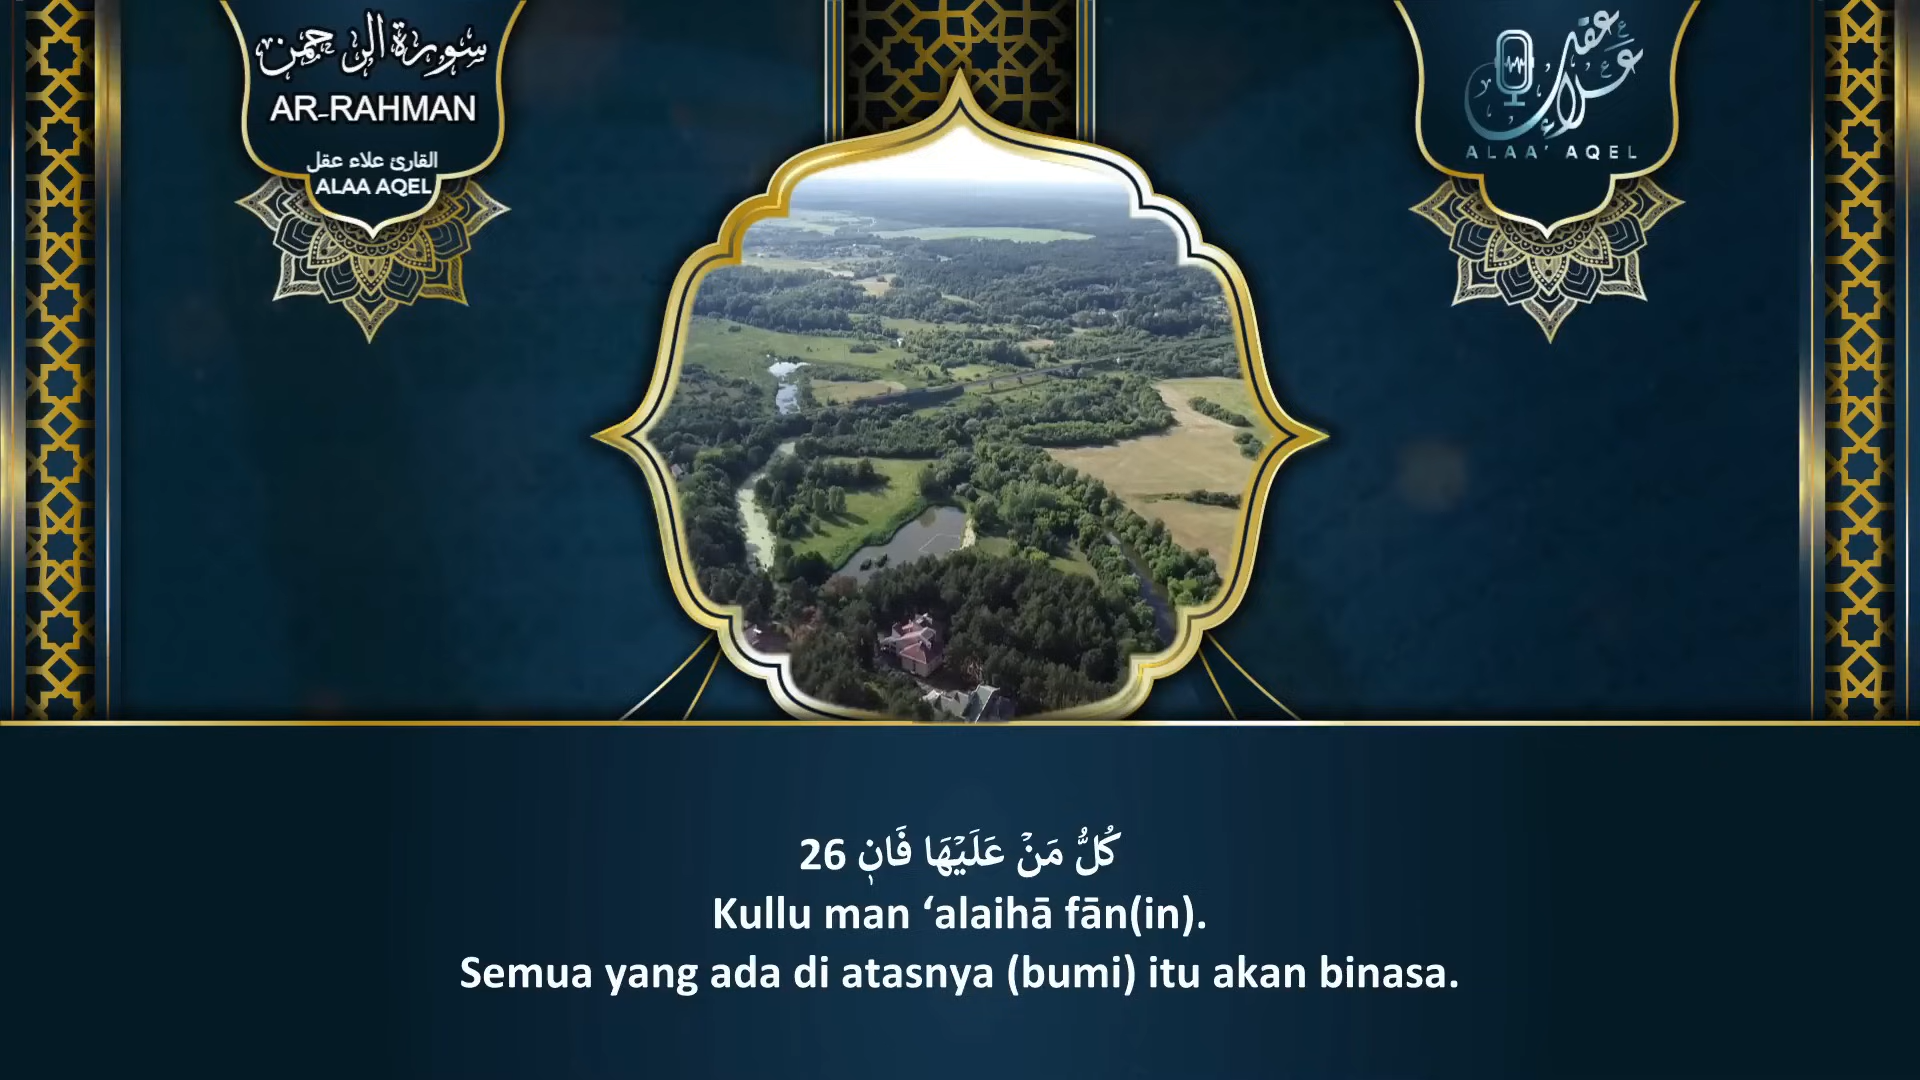 سورة الرحمن
AR-RAHMAN
القارئ علاء عقل
ALAA AQEL
علاء عقل
ALAA' AQEL
كُلُّ مَنْ عَلَيْهَا فَانٍۖ 26
Kullu man ‘alaihā fān(in).
Semua yang ada di atasnya (bumi) itu akan binasa.